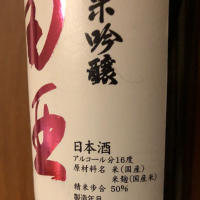 米吟醸
日本酒
アルコール分16度
原材料名 米(国産)
米麹(国産米)
精米歩合 50%
製造年月